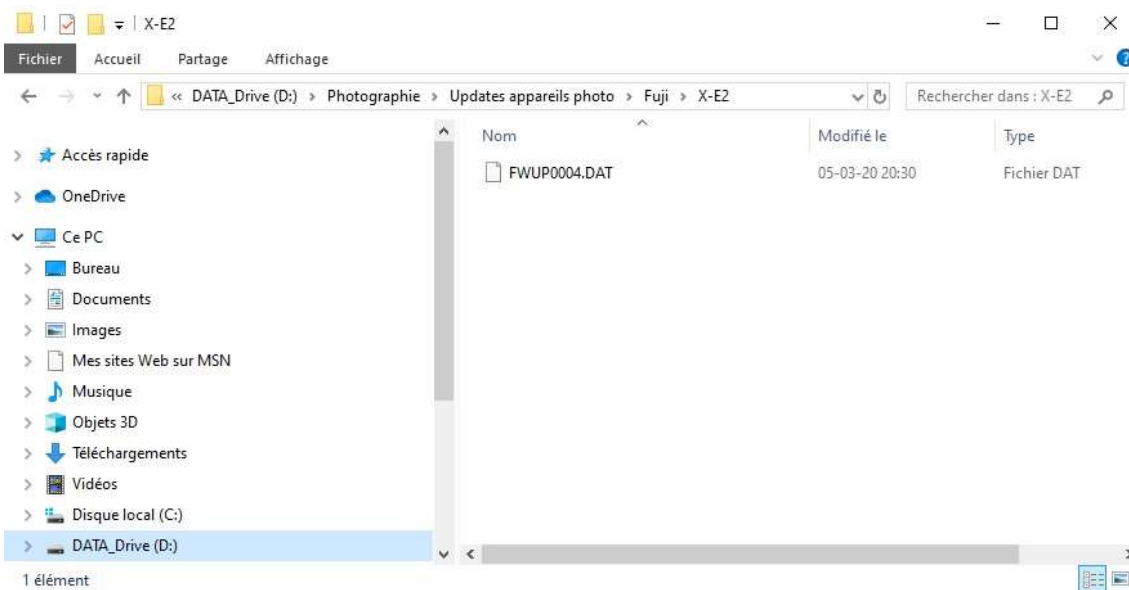 X-E2
Fichier Accueil Partage Affichage
« DATA_Drive (D:) > Photographie > Updates appareils photo > Fuji > X-E2 Rechercher dans : X-E2
Nom Modifié le Type
FWUP0004.DAT 05-03-20 20:30 Fichier DAT
Accès rapide
OneDrive
Ce PC
Bureau
Documents
Images
Mes sites Web sur MSN
Musique
Objets 3D
Téléchargements
Vidéos
Disque local (C:)
DATA_Drive (D:)
1 élément